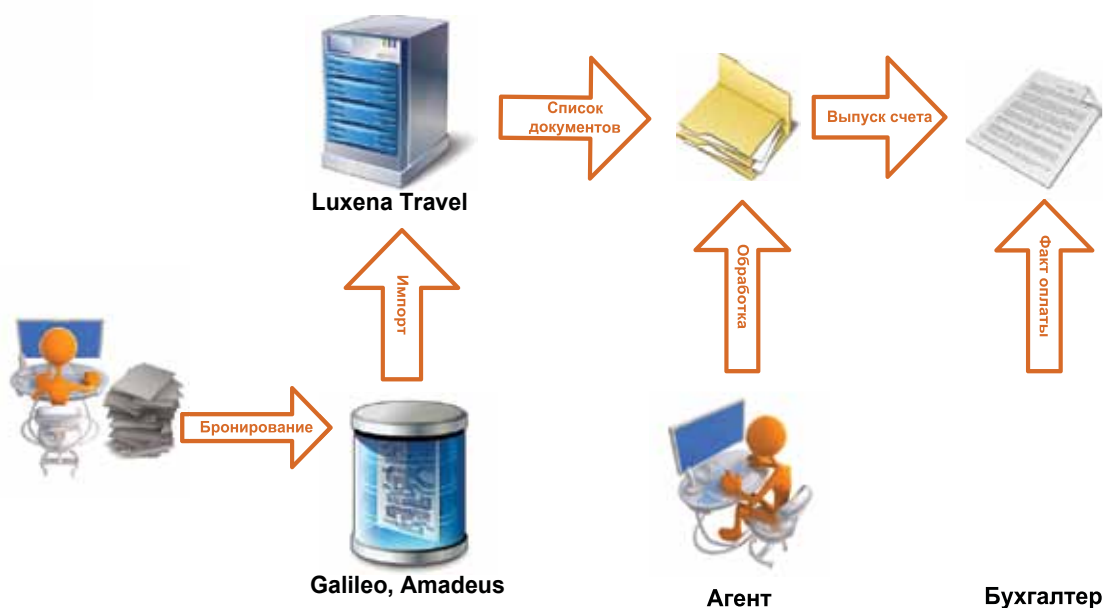 Список
документов
Выпуск счета
Luxena Travel
Импорт
Обработка
Факт оплаты
Бронирование
Galileo, Amadeus
Агент
Бухгалтер